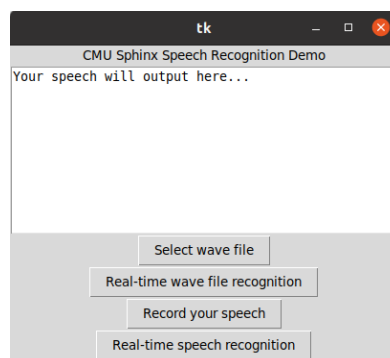 tk
CMU Sphinx Speech Recognition Demo
Your speech will output here...
Select wave file
Real-time wave file recognition
Record your speech
Real-time speech recognition